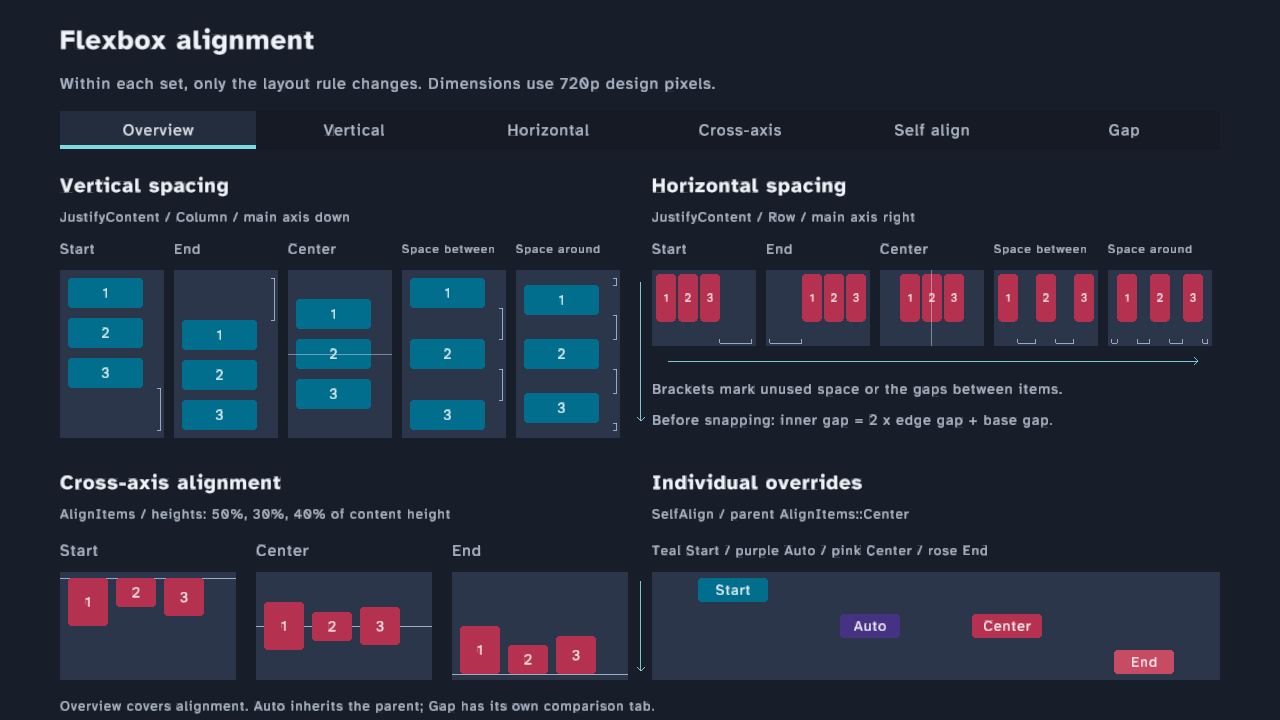 Flexbox alignment
Within each set, only the layout rule changes. Dimensions use 720p design pixels.
Overview Vertical Horizontal Cross-axis Self align Gap
Vertical spacing
JustifyContent / Column / main axis down
Start End Center Space between Space around
1 2 3
1 2 3
1 2 3
1 2 3
1 2 3
Horizontal spacing
JustifyContent / Row / main axis right
Start End Center Space between Space around
1 2 3 1 2 3 1 2 3 1 2 3 1 2 3
Brackets mark unused space or the gaps between items.
Before snapping: inner gap = 2 x edge gap + base gap.
Cross-axis alignment
AlignItems / heights: 50%, 30%, 40% of content height
Start Center End
1 2 3 1 2 3 1 2 3
Individual overrides
SelfAlign / parent AlignItems::Center
Teal Start / purple Auto / pink Center / rose End
Start
Auto Center
End
Overview covers alignment. Auto inherits the parent; Gap has its own comparison tab.